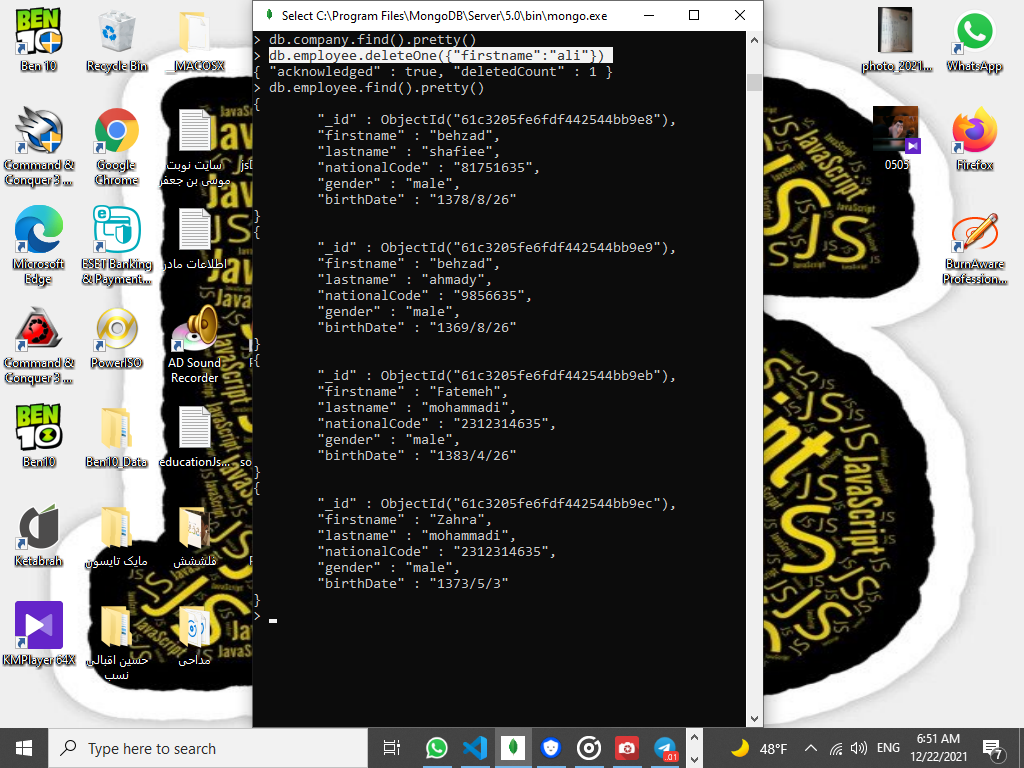 Select C:\Program Files\MongoDB\Server\5.0\bin\mongo.exe
> db.company.find().pretty()
> db.employee.deleteOne({"firstname":"ali"})
{ "acknowledged" : true, "deletedCount" : 1 }
> db.employee.find().pretty()
{
"_id" : ObjectId("61c3205fe6fdf442544bb9e8"),
"firstname" : "behzad",
"lastname" : "shafiee",
"nationalCode" : "81751635",
"gender" : "male",
"birthDate" : "1378/8/26"
}
{
"_id" : ObjectId("61c3205fe6fdf442544bb9e9"),
"firstname" : "behzad",
"lastname" : "ahmady",
"nationalCode" : "9856635",
"gender" : "male",
"birthDate" : "1369/8/26"
}
{
"_id" : ObjectId("61c3205fe6fdf442544bb9eb"),
"firstname" : "Fatemeh",
"lastname" : "mohammadi",
"nationalCode" : "2312314635",
"gender" : "male",
"birthDate" : "1383/4/26"
}
{
"_id" : ObjectId("61c3205fe6fdf442544bb9ec"),
"firstname" : "Zahra",
"lastname" : "mohammadi",
"nationalCode" : "2312314635",
"gender" : "male",
"birthDate" : "1373/5/3"
}
>
Ben 10
Recycle Bin
__MACOSX
Command &
Conquer 3 ...
Google
Chrome
سایت نوبت
موسی بن جعفر
Microsoft
Edge
ESET Banking
& Payment...
اطلاعات مادر
Command &
Conquer 3 ...
PowerISO
AD Sound
Recorder
Ben10
Ben10_Data
educationJs...
Ketabrah
مایک تایسون
فلششش
KMPlayer 64X
حسین اقبالی
نسب
مداحی
photo_2021...
WhatsApp
0505
Firefox
BurnAware
Profession...
Type here to search
.01
48°F
ENG
6:51 AM
12/22/2021
7